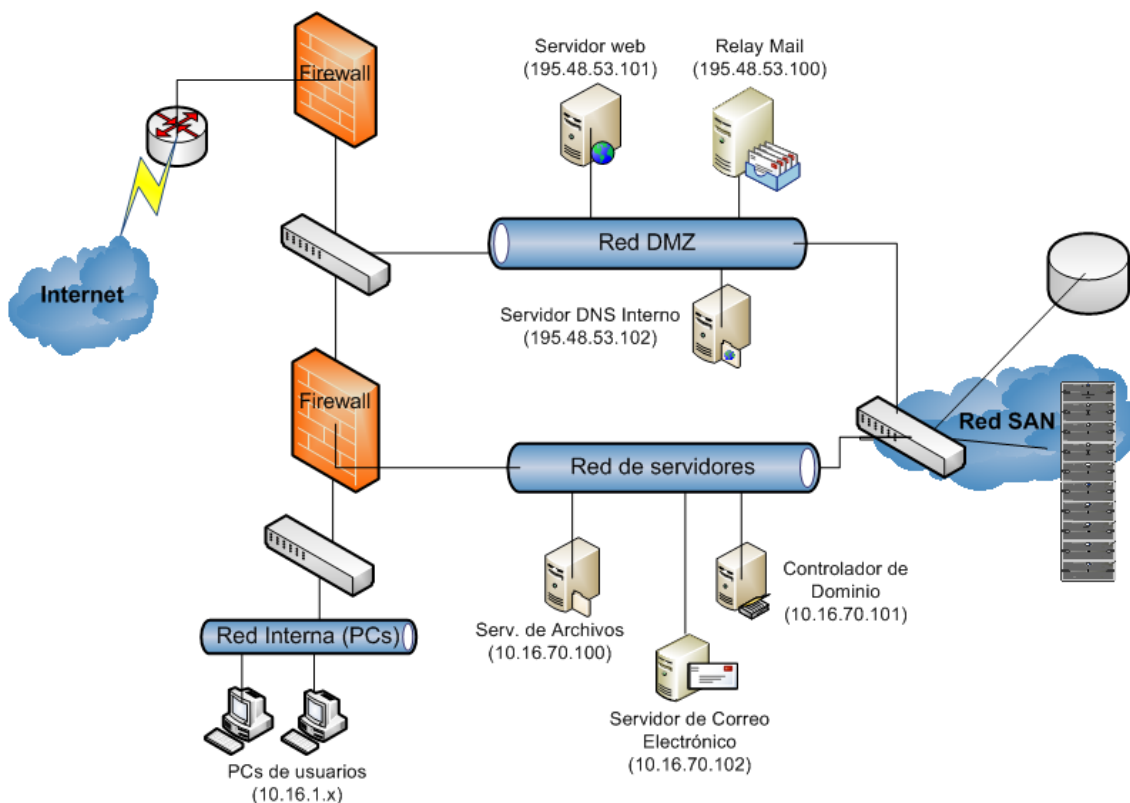 Servidor web
(195.48.53.101)
Relay Mail
(195.48.53.100)
Firewall
Red DMZ
Internet
Servidor DNS Interno
(195.48.53.102)
Firewall
Red SAN
Red de servidores
Controlador de
Dominio
(10.16.70.101)
Serv. de Archivos
(10.16.70.100)
Red Interna (PCs)
Servidor de Correo
Electrónico
(10.16.70.102)
PCs de usuarios
(10.16.1.x)